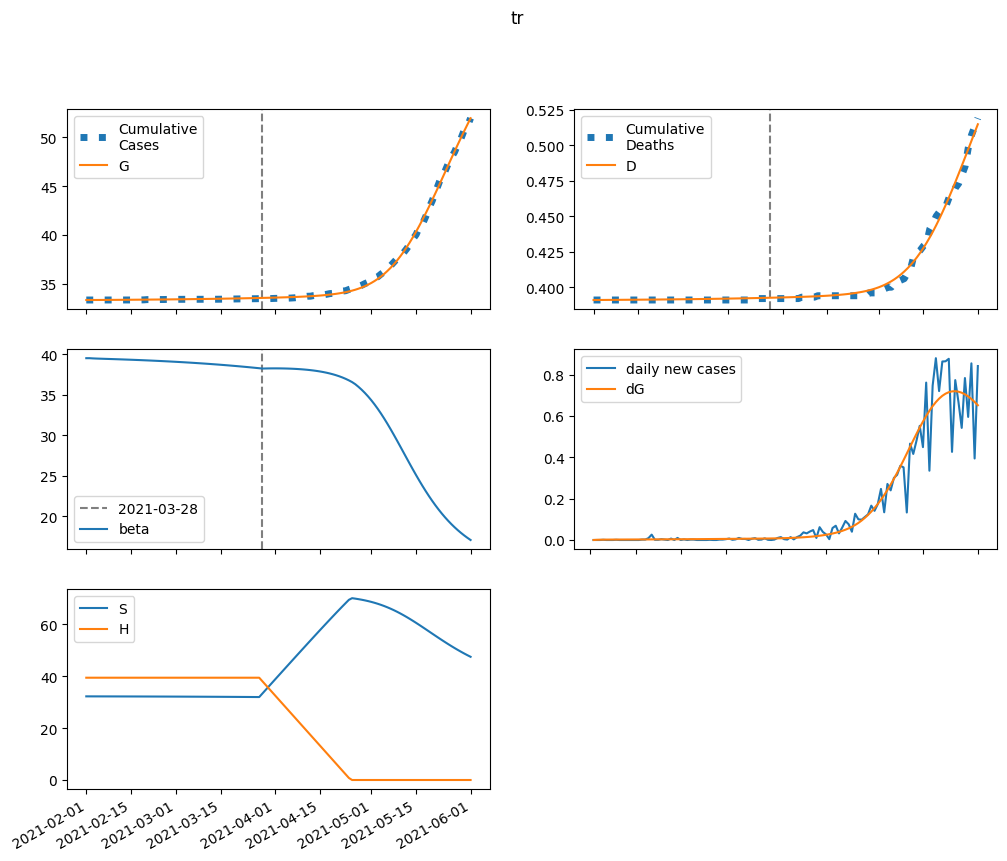 tr
50
45
40
35
Cumulative
Cases
G
0.525
0.500
0.475
0.450
0.425
0.400
Cumulative
Deaths
D
40
35
30
25
20
2021-03-28
beta
0.8
0.6
0.4
0.2
0.0
daily new cases
dG
60
40
20
0
S
H
2021-02-01
2021-02-15
2021-03-01
2021-03-15
2021-04-01
2021-04-15
2021-05-01
2021-05-15
2021-06-01